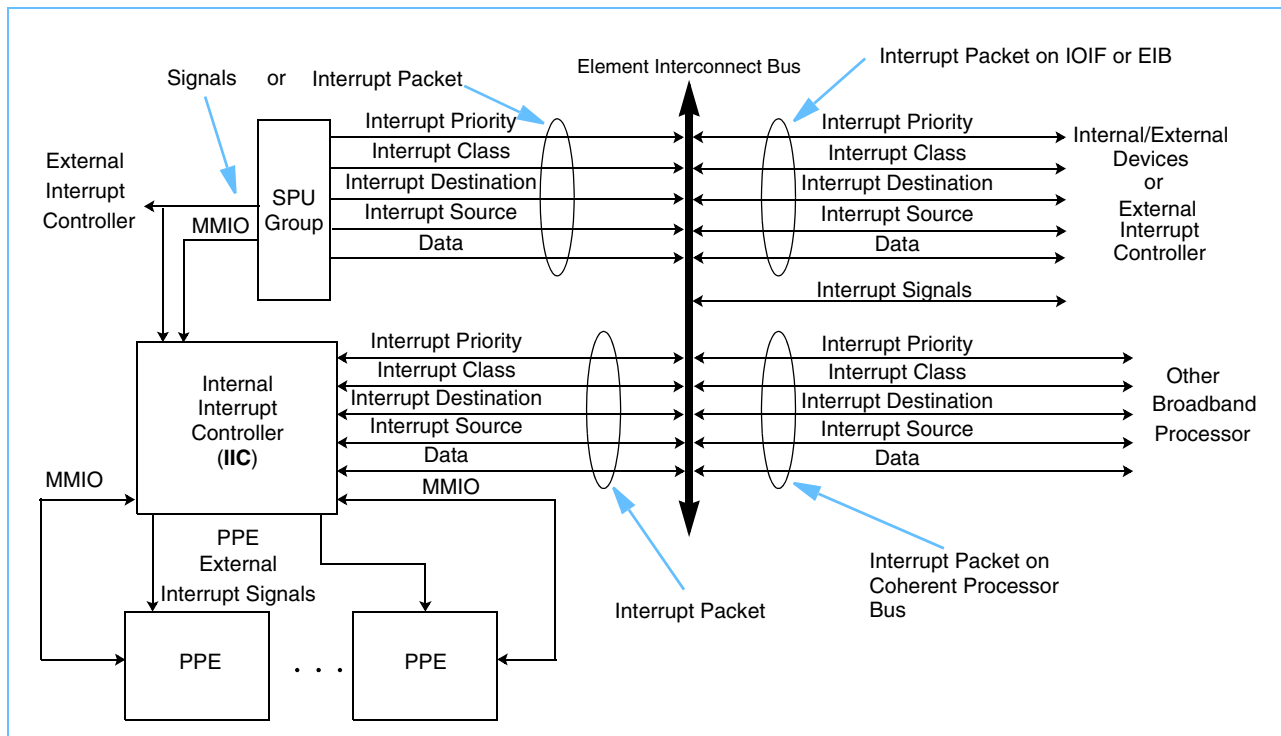 Signals or Interrupt Packet
Element Interconnect Bus
Interrupt Packet on IOIF or EIB
External
Interrupt
Controller
MMIO
SPU
Group
Interrupt Priority
Interrupt Class
Interrupt Destination
Interrupt Source
Data
Interrupt Priority
Interrupt Class
Interrupt Destination
Interrupt Source
Data
Interrupt Signals
Internal/External
Devices
or
External
Interrupt
Controller
Internal
Interrupt
Controller
(IIC)
Interrupt Priority
Interrupt Class
Interrupt Destination
Interrupt Source
Data
MMIO
Interrupt Priority
Interrupt Class
Interrupt Destination
Interrupt Source
Data
Other
Broadband
Processor
MMIO
PPE
External
Interrupt Signals
Interrupt Packet
Interrupt Packet on
Coherent Processor
Bus
PPE
. . .
PPE